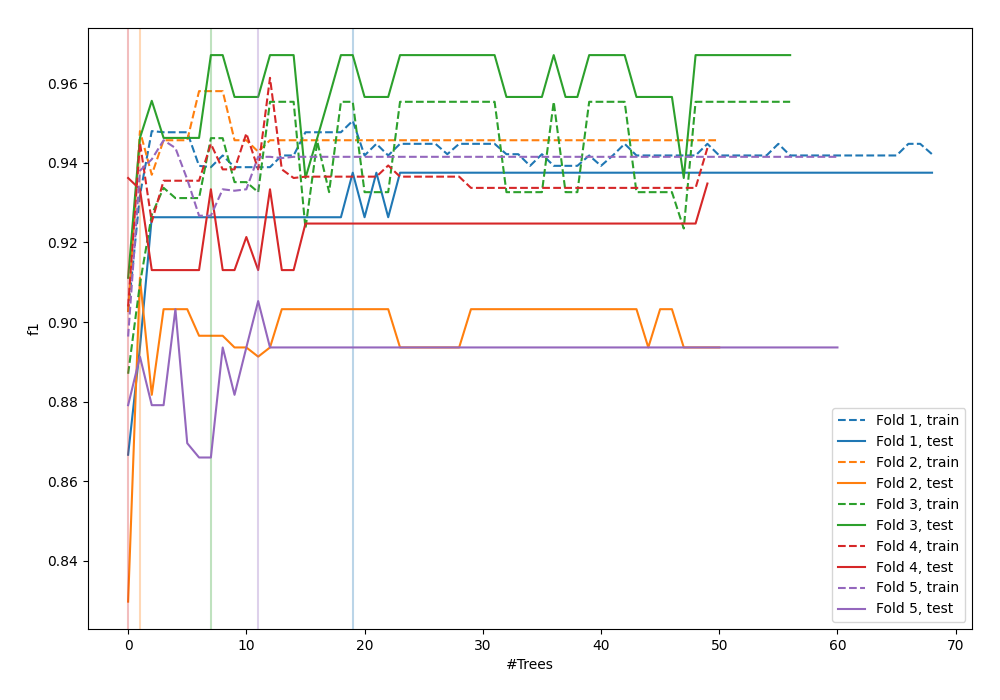 0.96
0.94
0.92
0.90
0.88
0.86
0.84
f1
0
10
20
30
40
50
60
70
#Trees
Fold 1, train
Fold 1, test
Fold 2, train
Fold 2, test
Fold 3, train
Fold 3, test
Fold 4, train
Fold 4, test
Fold 5, train
Fold 5, test